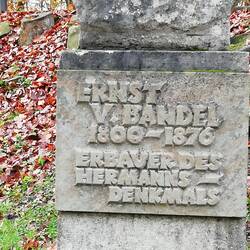 ERNST
V. BANDEL
1800-1876
ERBAUER DES
HERMANNS-
DENKMALS